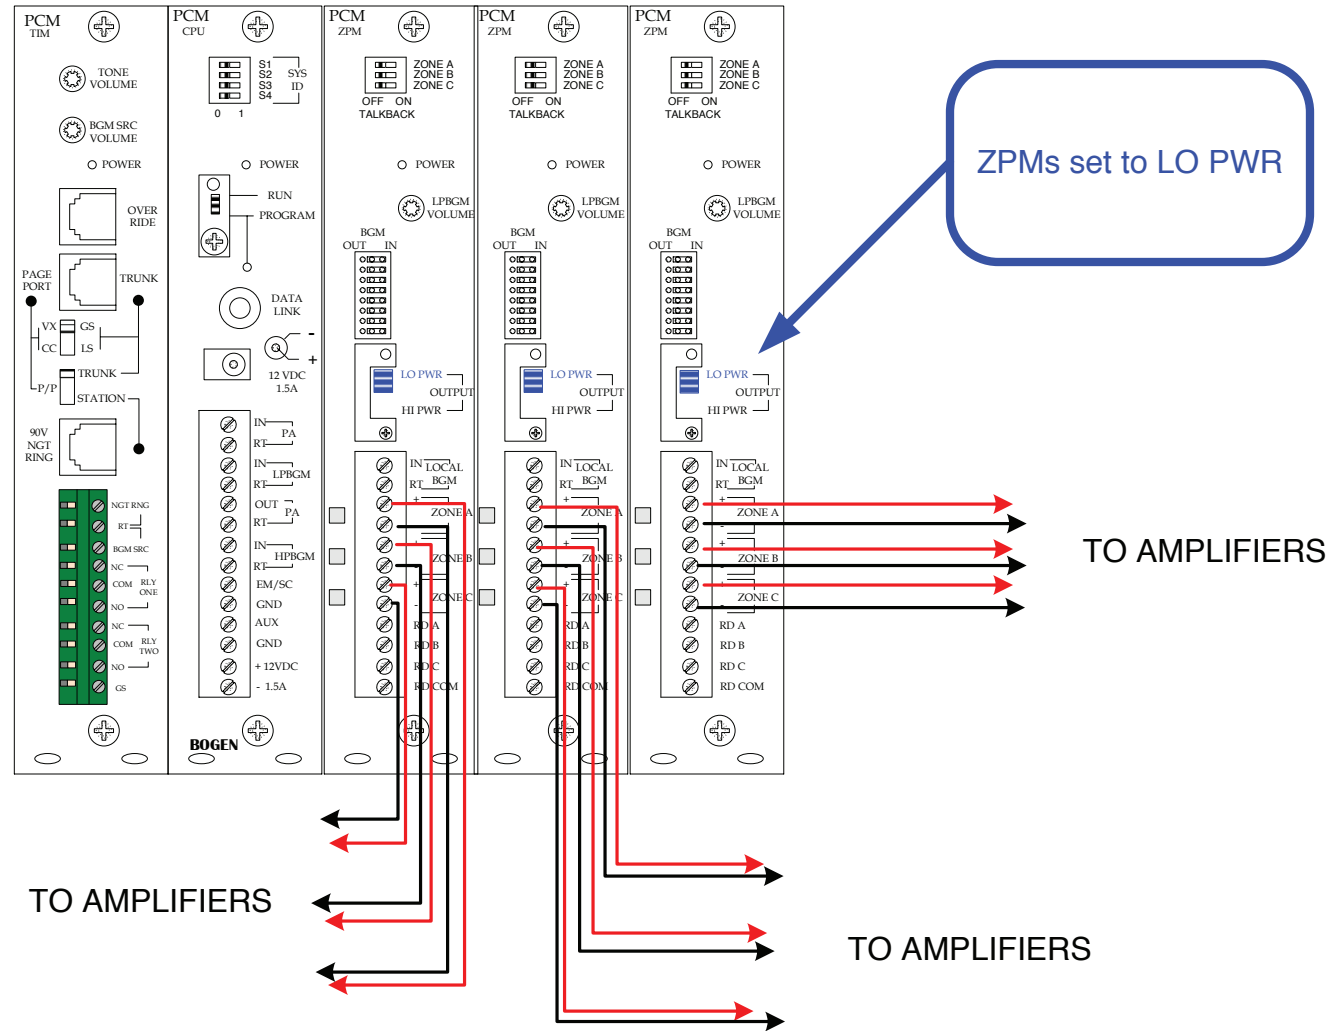 PCM
TIM
TONE
VOLUME
BGM SRC
VOLUME
POWER
OVER
RIDE
PAGE
PORT
TRUNK
VX
GS
CC
LS
TRUNK
P/P
STATION
90V
NGT
RING
NGT RNG
RT
BGM SRC
NC
COM
RLY
ONE
NO
NC
COM
RLY
TWO
NO
GS
PCM
CPU
S1
S2
S3
S4
SYS
ID
0 1
POWER
RUN
PROGRAM
DATA
LINK
-
+
12 VDC
1.5A
IN
PA
RT
IN
LPBGM
RT
OUT
PA
RT
IN
HPBGM
RT
EM/SC
GND
AUX
GND
+ 12VDC
- 1.5A
BOGEN
PCM
ZPM
ZONE A
ZONE B
ZONE C
OFF ON
TALKBACK
POWER
LPBGM
VOLUME
BGM
OUT IN
LO PWR
OUTPUT
HI PWR
IN
LOCAL
RT
BGM
+
ZONE A
-
+
ZONE B
-
+
ZONE C
-
RD A
RD B
RD C
RD COM
PCM
ZPM
ZONE A
ZONE B
ZONE C
OFF ON
TALKBACK
POWER
LPBGM
VOLUME
BGM
OUT IN
LO PWR
OUTPUT
HI PWR
IN
LOCAL
RT
BGM
+
ZONE A
-
+
ZONE B
-
+
ZONE C
-
RD A
RD B
RD C
RD COM
PCM
ZPM
ZONE A
ZONE B
ZONE C
OFF ON
TALKBACK
POWER
LPBGM
VOLUME
BGM
OUT IN
LO PWR
OUTPUT
HI PWR
IN
LOCAL
RT
BGM
+
ZONE A
-
+
ZONE B
-
+
ZONE C
-
RD A
RD B
RD C
RD COM
ZPMs set to LO PWR
TO AMPLIFIERS
TO AMPLIFIERS
TO AMPLIFIERS